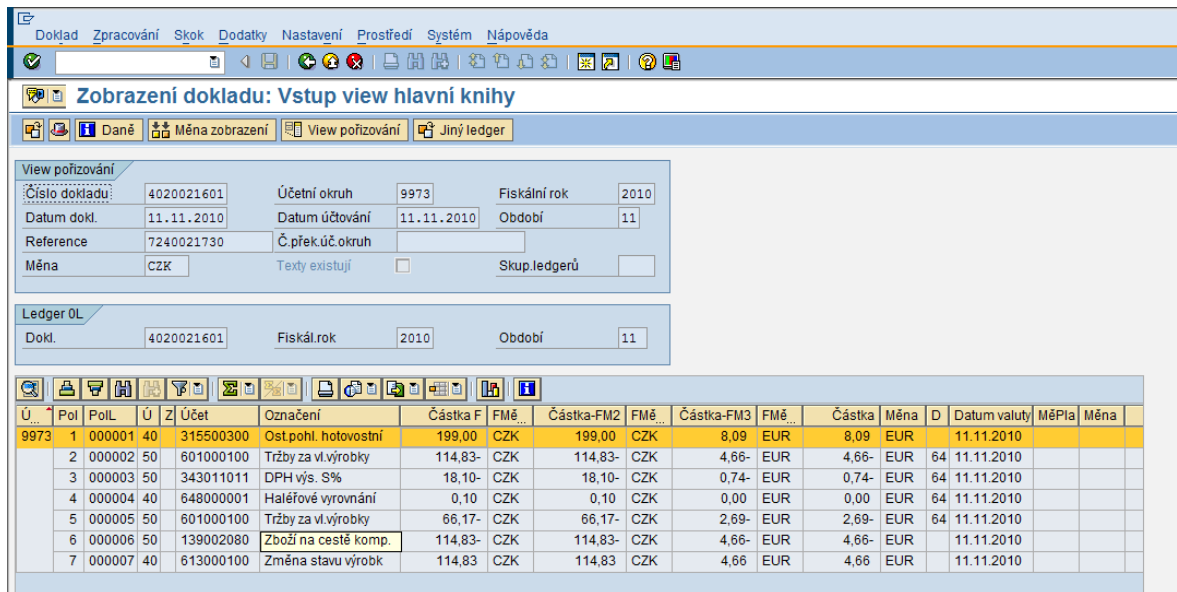 Doklad Zpracování Skok Dodatky Nastavení Prostředí Systém Nápověda
Zobrazení dokladu: Vstup view hlavní knihy
Daně Měna zobrazení View pořizování Jiný ledger
View pořizování
Číslo dokladu 4020021601 Účetní okruh 9973 Fiskální rok 2010
Datum dokl. 11.11.2010 Datum účtování 11.11.2010 Období 11
Reference 7240021730 Č.přek.úč.okruh
Měna CZK Texty existují Skup.ledgerů
Ledger 0L
Dokl. 4020021601 Fiskál.rok 2010 Období 11
Ú... Pol PolL Ú Z Účet Označení Částka F FMě... Částka-FM2 FMě... Částka-FM3 FMě... Částka Měna D Datum valuty MěPla Měna
9973 1 000001 40 315500300 Ost.pohl. hotovostní 199,00 CZK 199,00 CZK 8,09 EUR 8,09 EUR 11.11.2010
2 000002 50 601000100 Tržby za vl.výrobky 114,83- CZK 114,83- CZK 4,66- EUR 4,66- EUR 64 11.11.2010
3 000003 50 343011011 DPH výs. S% 18,10- CZK 18,10- CZK 0,74- EUR 0,74- EUR 64 11.11.2010
4 000004 40 648000001 Haléřové vyrovnání 0,10 CZK 0,10 CZK 0,00 EUR 0,00 EUR 64 11.11.2010
5 000005 50 601000100 Tržby za vl.výrobky 66,17- CZK 66,17- CZK 2,69- EUR 2,69- EUR 64 11.11.2010
6 000006 50 139002080 Zboží na cestě komp. 114,83- CZK 114,83- CZK 4,66- EUR 4,66- EUR 11.11.2010
7 000007 40 613000100 Změna stavu výrobk 114,83 CZK 114,83 CZK 4,66 EUR 4,66 EUR 11.11.2010